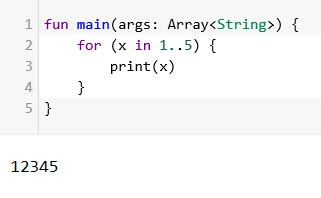 1 fun main(args: Array<String>) {
2     for (x in 1..5) {
3         print(x)
4     }
5 }
12345